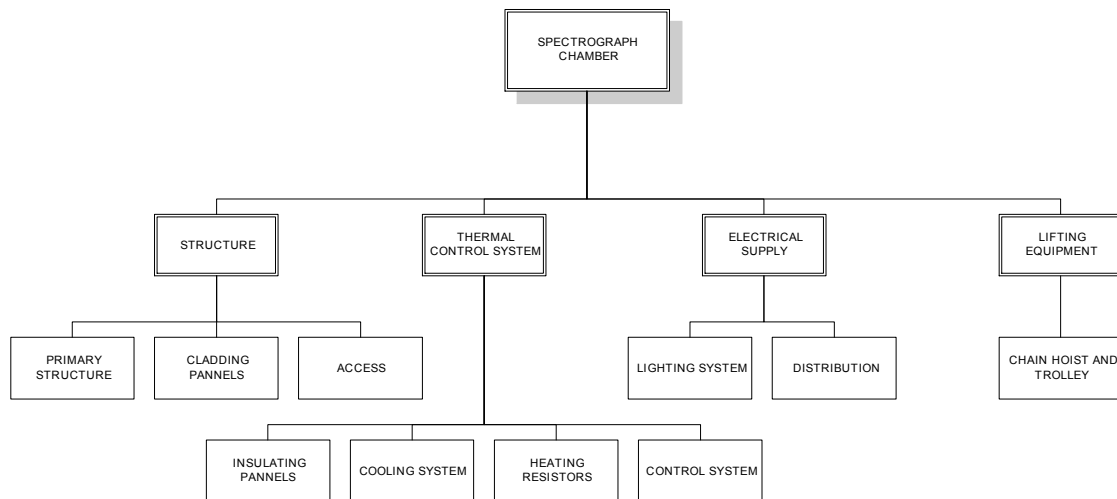 SPECTROGRAPH
CHAMBER
STRUCTURE
THERMAL
CONTROL SYSTEM
ELECTRICAL
SUPPLY
LIFTING
EQUIPMENT
PRIMARY
STRUCTURE
CLADDING
PANNELS
ACCESS
LIGHTING SYSTEM
DISTRIBUTION
CHAIN HOIST AND
TROLLEY
INSULATING
PANNELS
COOLING SYSTEM
HEATING
RESISTORS
CONTROL SYSTEM